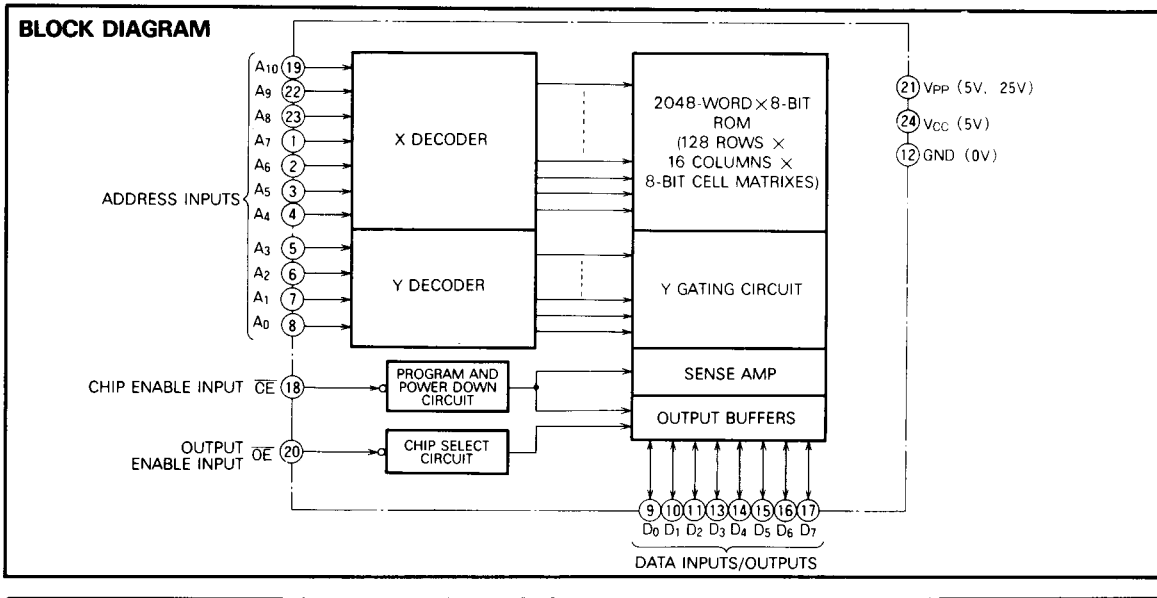 BLOCK DIAGRAM
A10 19
A9 22
A8 23
A7 1
A6 2
A5 3
A4 4
A3 5
A2 6
A1 7
A0 8
ADDRESS INPUTS
X DECODER
Y DECODER
2048-WORD×8-BIT
ROM
(128 ROWS ×
16 COLUMNS ×
8-BIT CELL MATRIXES)
Y GATING CIRCUIT
SENSE AMP
OUTPUT BUFFERS
21 VPP (5V, 25V)
24 VCC (5V)
12 GND (0V)
CHIP ENABLE INPUT C̅E̅ 18
PROGRAM AND
POWER DOWN
CIRCUIT
OUTPUT
ENABLE INPUT O̅E̅ 20
CHIP SELECT
CIRCUIT
9 10 11 13 14 15 16 17
D0 D1 D2 D3 D4 D5 D6 D7
DATA INPUTS/OUTPUTS